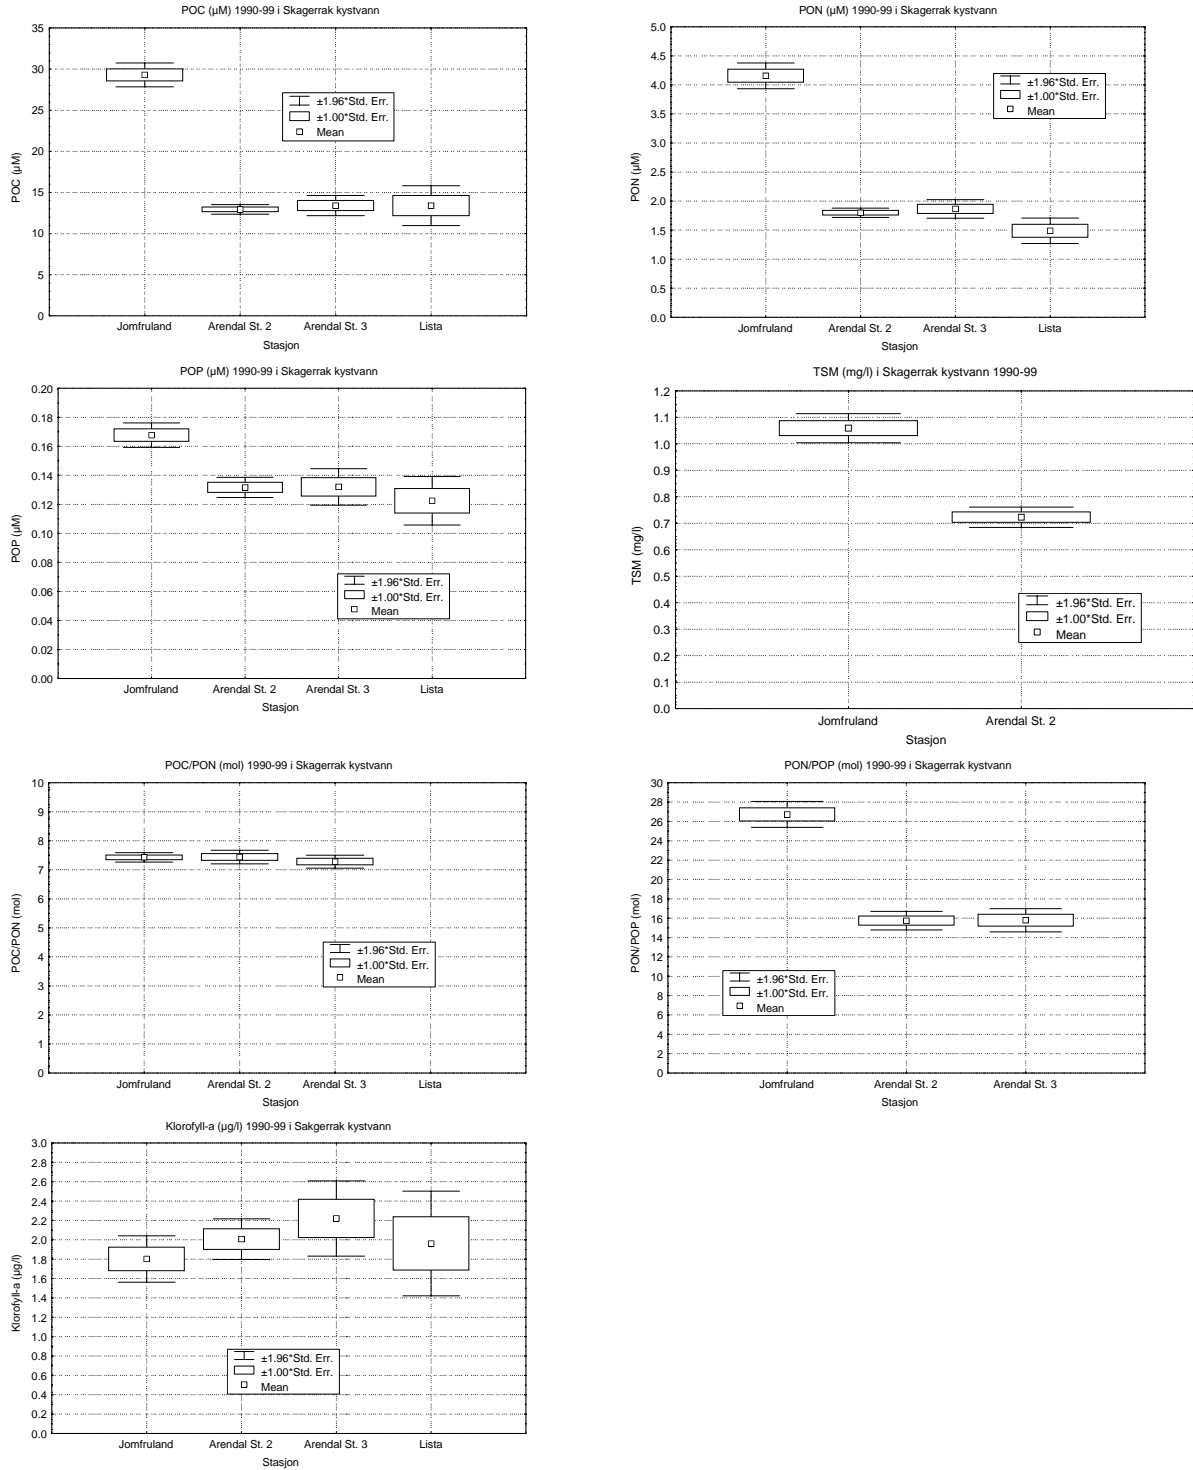 POC (µM) 1990-99 i Skagerrak kystvann
35
30
25
20
15
10
5
0
POC (µM)
±1.96*Std. Err.
±1.00*Std. Err.
Mean
Jomfruland Arendal St. 2 Arendal St. 3 Lista
Stasjon
PON (µM) 1990-99 i Skagerrak kystvann
5.0
4.5
4.0
3.5
3.0
2.5
2.0
1.5
1.0
0.5
0.0
PON (µM)
±1.96*Std. Err.
±1.00*Std. Err.
Mean
Jomfruland Arendal St. 2 Arendal St. 3 Lista
Stasjon
POP (µM) 1990-99 i Skagerrak kystvann
0.20
0.18
0.16
0.14
0.12
0.10
0.08
0.06
0.04
0.02
0.00
POP (µM)
±1.96*Std. Err.
±1.00*Std. Err.
Mean
Jomfruland Arendal St. 2 Arendal St. 3 Lista
Stasjon
TSM (mg/l) i Skagerrak kystvann 1990-99
1.2
1.1
1.0
0.9
0.8
0.7
0.6
0.5
0.4
0.3
0.2
0.1
0.0
TSM (mg/l)
±1.96*Std. Err.
±1.00*Std. Err.
Mean
Jomfruland Arendal St. 2
Stasjon
POC/PON (mol) 1990-99 i Skagerrak kystvann
10
9
8
7
6
5
4
3
2
1
0
POC/PON (mol)
±1.96*Std. Err.
±1.00*Std. Err.
Mean
Jomfruland Arendal St. 2 Arendal St. 3 Lista
Stasjon
PON/POP (mol) 1990-99 i Skagerrak kystvann
30
28
26
24
22
20
18
16
14
12
10
8
6
4
2
0
PON/POP (mol)
±1.96*Std. Err.
±1.00*Std. Err.
Mean
Jomfruland Arendal St. 2 Arendal St. 3
Stasjon
Klorofyll-a (µg/l) 1990-99 i Sakgerrak kystvann
3.0
2.8
2.6
2.4
2.2
2.0
1.8
1.6
1.4
1.2
1.0
0.8
0.6
0.4
0.2
0.0
Klorofyll-a (µg/l)
±1.96*Std. Err.
±1.00*Std. Err.
Mean
Jomfruland Arendal St. 2 Arendal St. 3 Lista
Stasjon